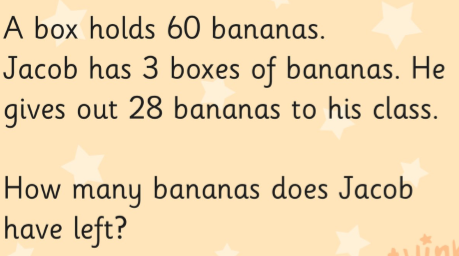 A box holds 60 bananas.
Jacob has 3 boxes of bananas. He
gives out 28 bananas to his class.
How many bananas does Jacob
have left?